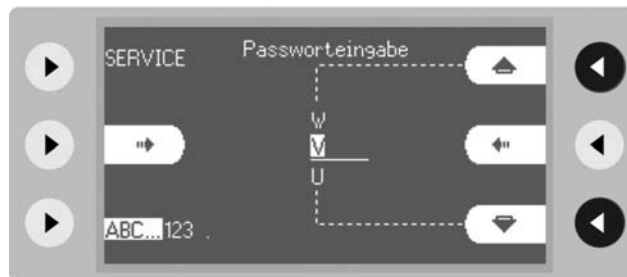 SERVICE
Passworteingabe
W
V
U
ABC... 123 .